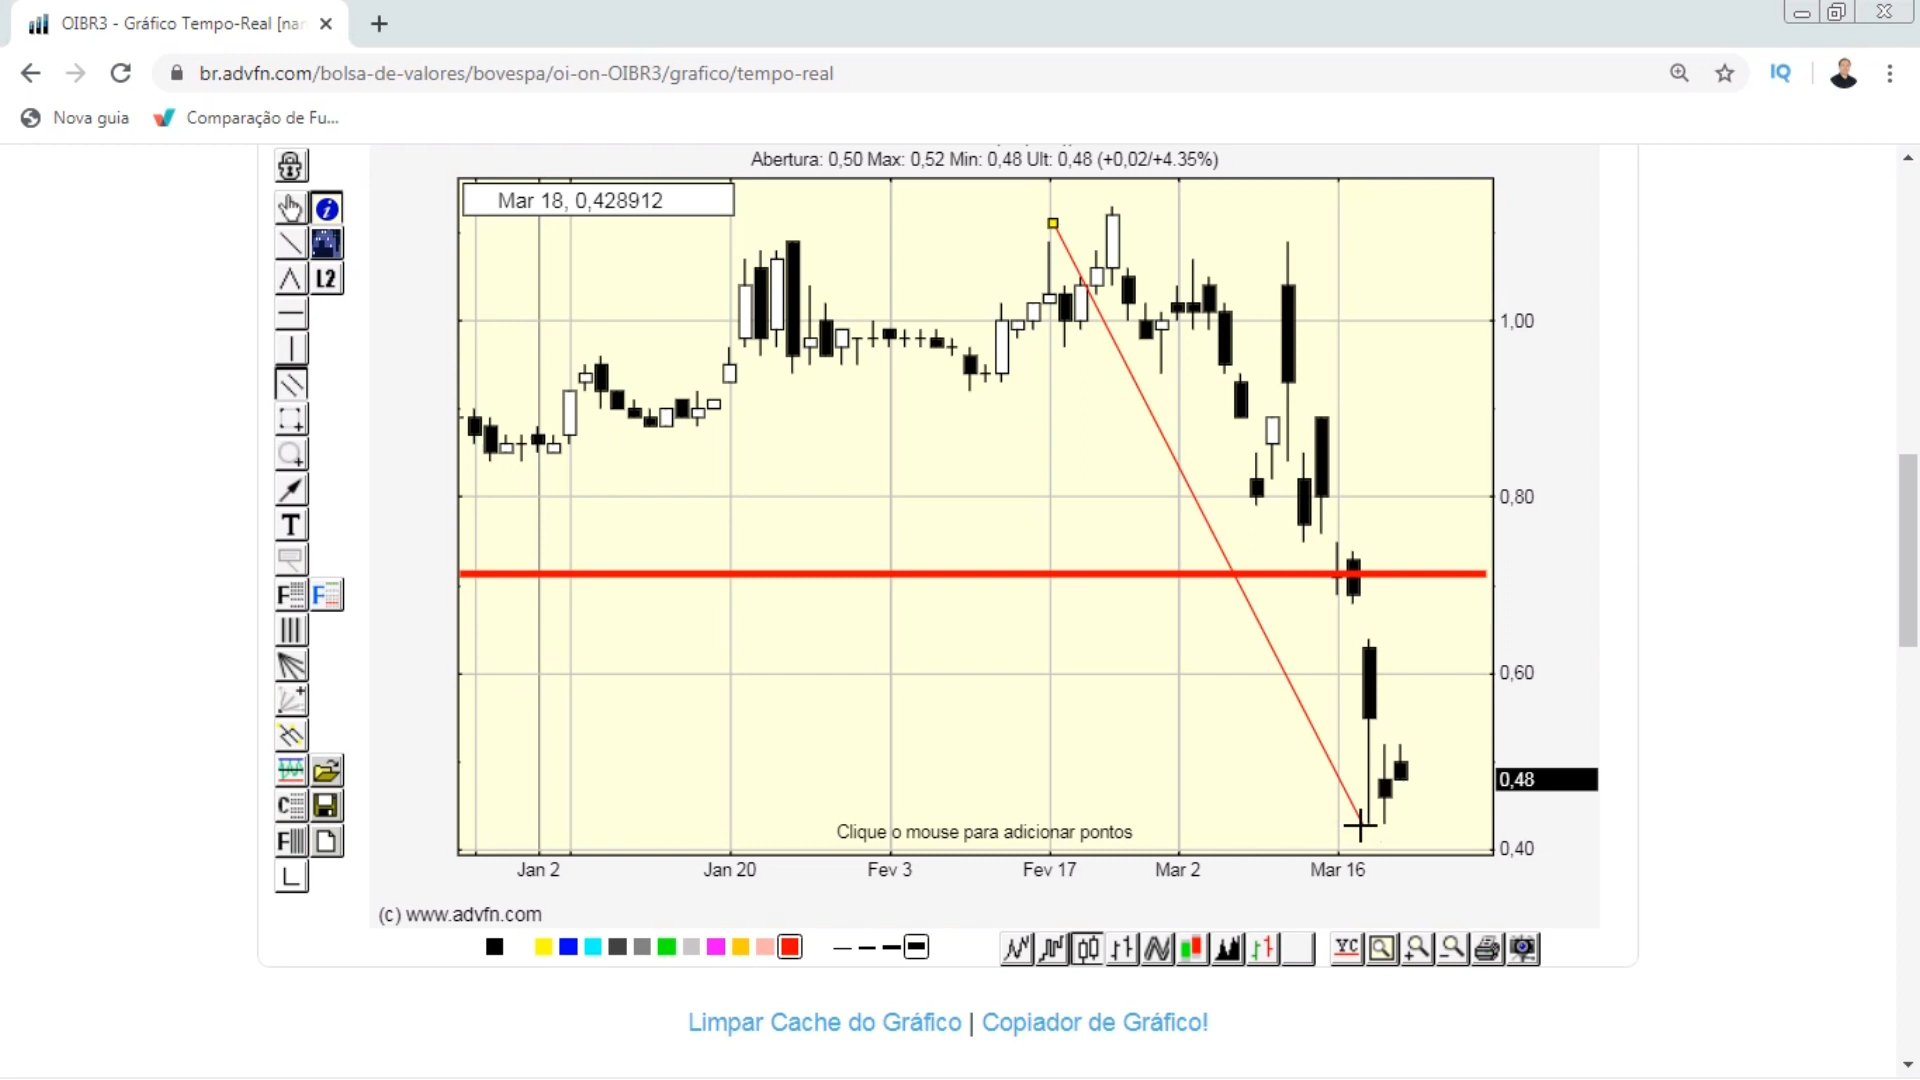 OIBR3 - Gráfico Tempo-Real [nar
br.advfn.com/bolsa-de-valores/bovespa/oi-on-OIBR3/grafico/tempo-real
IQ
Nova guia
Comparação de Fu...
Abertura: 0,50 Max: 0,52 Min: 0,48 Ult: 0,48 (+0,02/+4.35%)
Mar 18, 0,428912
L2
T
F
F
C
F
L
1,00
0,80
0,60
0,48
0,40
Clique o mouse para adicionar pontos
Jan 2
Jan 20
Fev 3
Fev 17
Mar 2
Mar 16
(c) www.advfn.com
YC
Limpar Cache do Gráfico | Copiador de Gráfico!